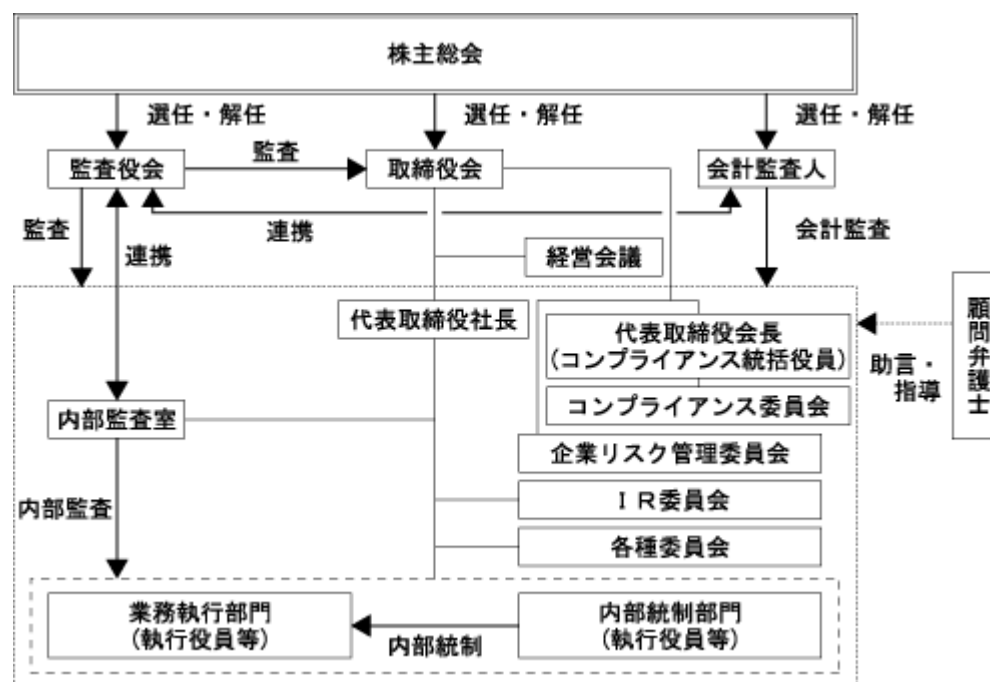 株主総会
選任・解任
選任・解任
選任・解任
監査役会
監査
取締役会
会計監査人
監査
連携
連携
会計監査
経営会議
代表取締役社長
代表取締役会長
(コンプライアンス統括役員)
顧問弁護士
助言・
指導
コンプライアンス委員会
内部監査室
企業リスク管理委員会
内部監査
ＩＲ委員会
各種委員会
業務執行部門
(執行役員等)
内部統制
内部統制部門
(執行役員等)